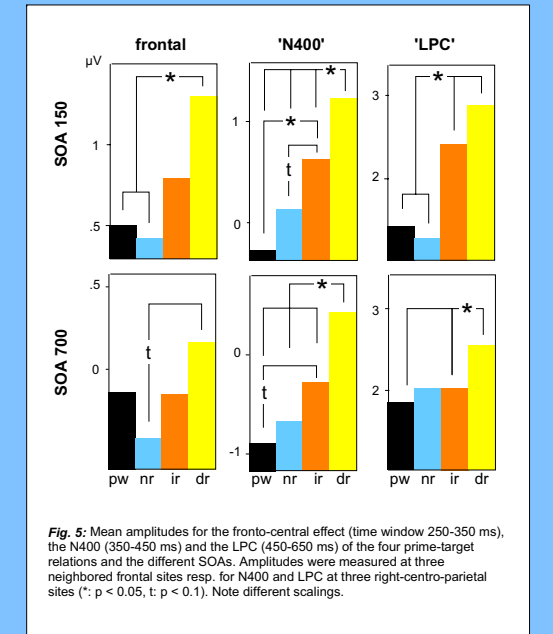 frontal 'N400' 'LPC'
µV
SOA 150
1
.5
*
1
0
*
*
t
3
2
*
SOA 700
.5
0
t
0
-1
*
t
3
2
*
pw nr ir dr pw nr ir dr pw nr ir dr
Fig. 5: Mean amplitudes for the fronto-central effect (time window 250-350 ms),
the N400 (350-450 ms) and the LPC (450-650 ms) of the four prime-target
relations and the different SOAs. Amplitudes were measured at three
neighbored frontal sites resp. for N400 and LPC at three right-centro-parietal
sites (*: p < 0.05, t: p < 0.1). Note different scalings.